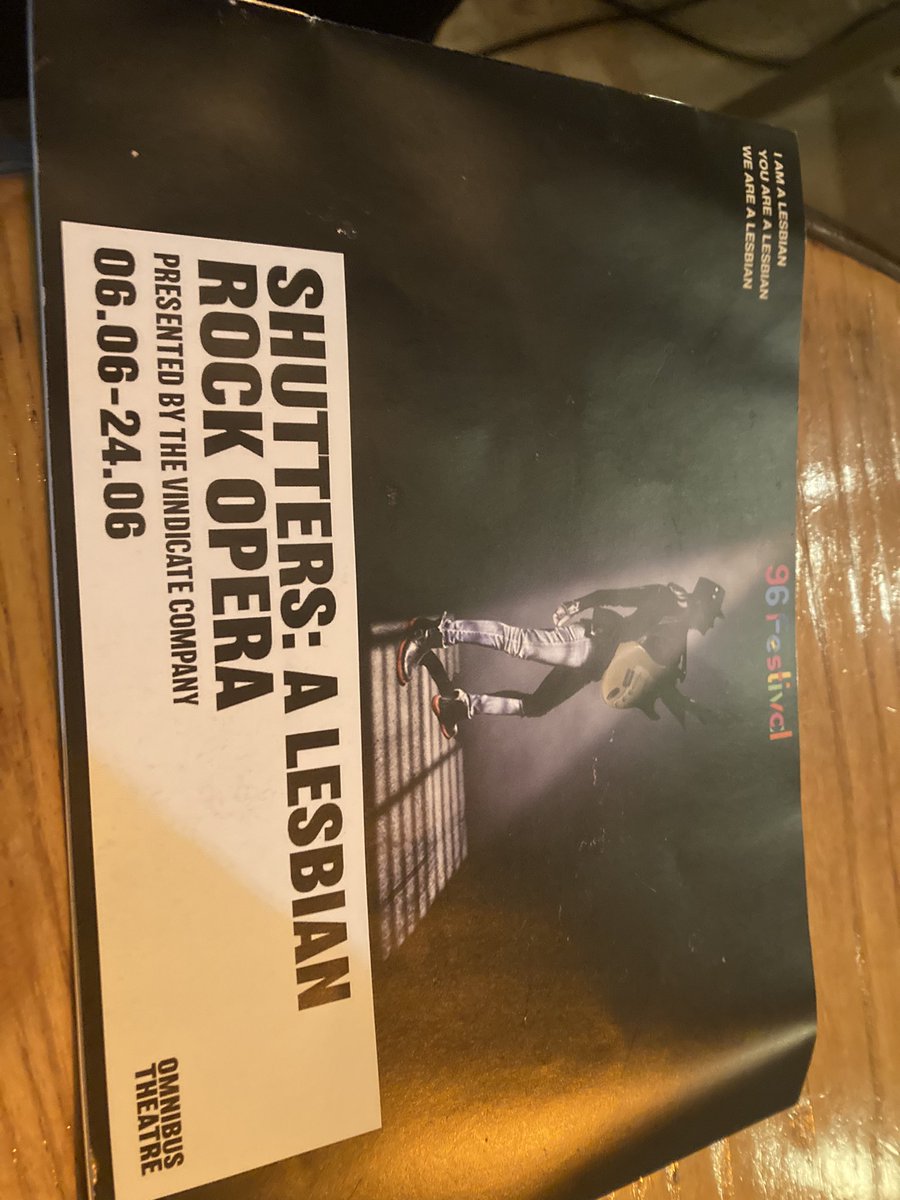 I AM A LESBIAN
YOU ARE A LESBIAN
WE ARE A LESBIAN
96 Festival
SHUTTERS: A LESBIAN
ROCK OPERA
PRESENTED BY THE VINDICATE COMPANY
06.06-24.06
OMNIBUS
THEATRE